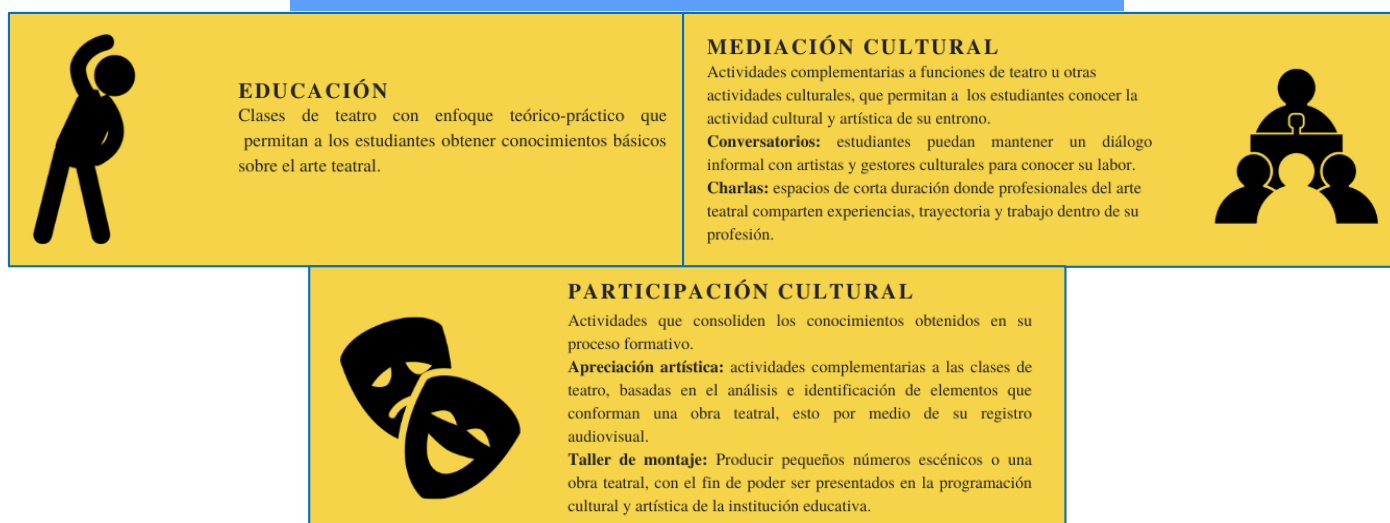 EDUCACIÓN
Clases de teatro con enfoque teórico-práctico que
permitan a los estudiantes obtener conocimientos básicos
sobre el arte teatral.
MEDIACIÓN CULTURAL
Actividades complementarias a funciones de teatro u otras
actividades culturales, que permitan a los estudiantes conocer la
actividad cultural y artística de su entrono.
Conversatorios: estudiantes puedan mantener un diálogo
informal con artistas y gestores culturales para conocer su labor.
Charlas: espacios de corta duración donde profesionales del arte
teatral comparten experiencias, trayectoria y trabajo dentro de su
profesión.
PARTICIPACIÓN CULTURAL
Actividades que consoliden los conocimientos obtenidos en su
proceso formativo.
Apreciación artística: actividades complementarias a las clases de
teatro, basadas en el análisis e identificación de elementos que
conforman una obra teatral, esto por medio de su registro
audiovisual.
Taller de montaje: Producir pequeños números escénicos o una
obra teatral, con el fin de poder ser presentados en la programación
cultural y artística de la institución educativa.